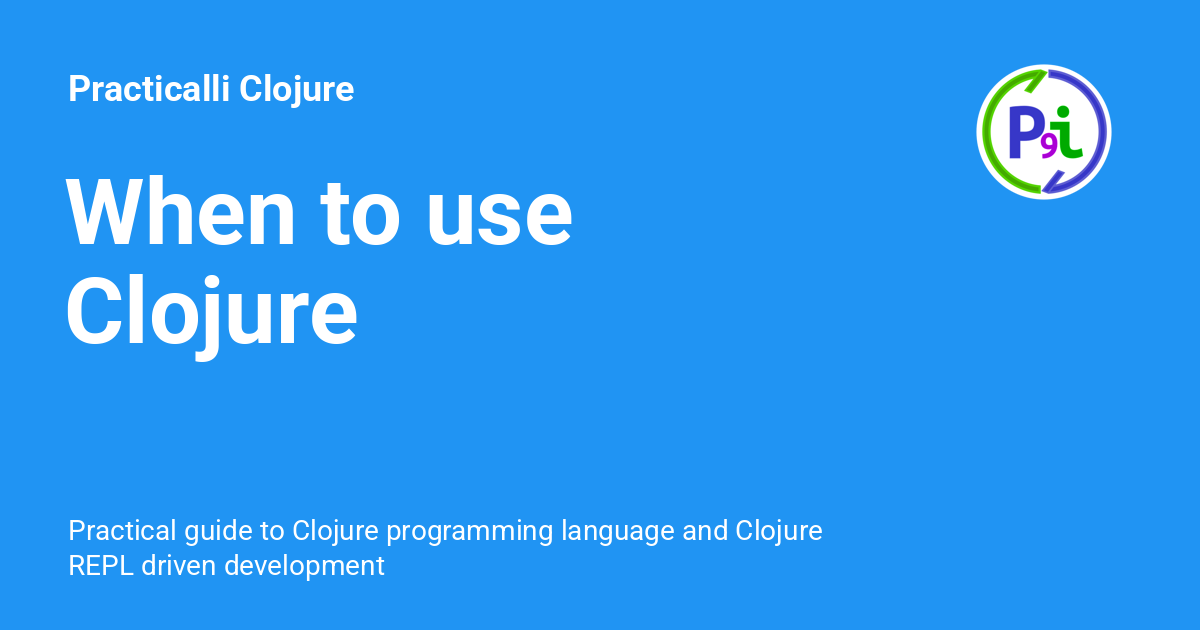 Practicalli Clojure
P9i
When to use
Clojure
Practical guide to Clojure programming language and Clojure
REPL driven development